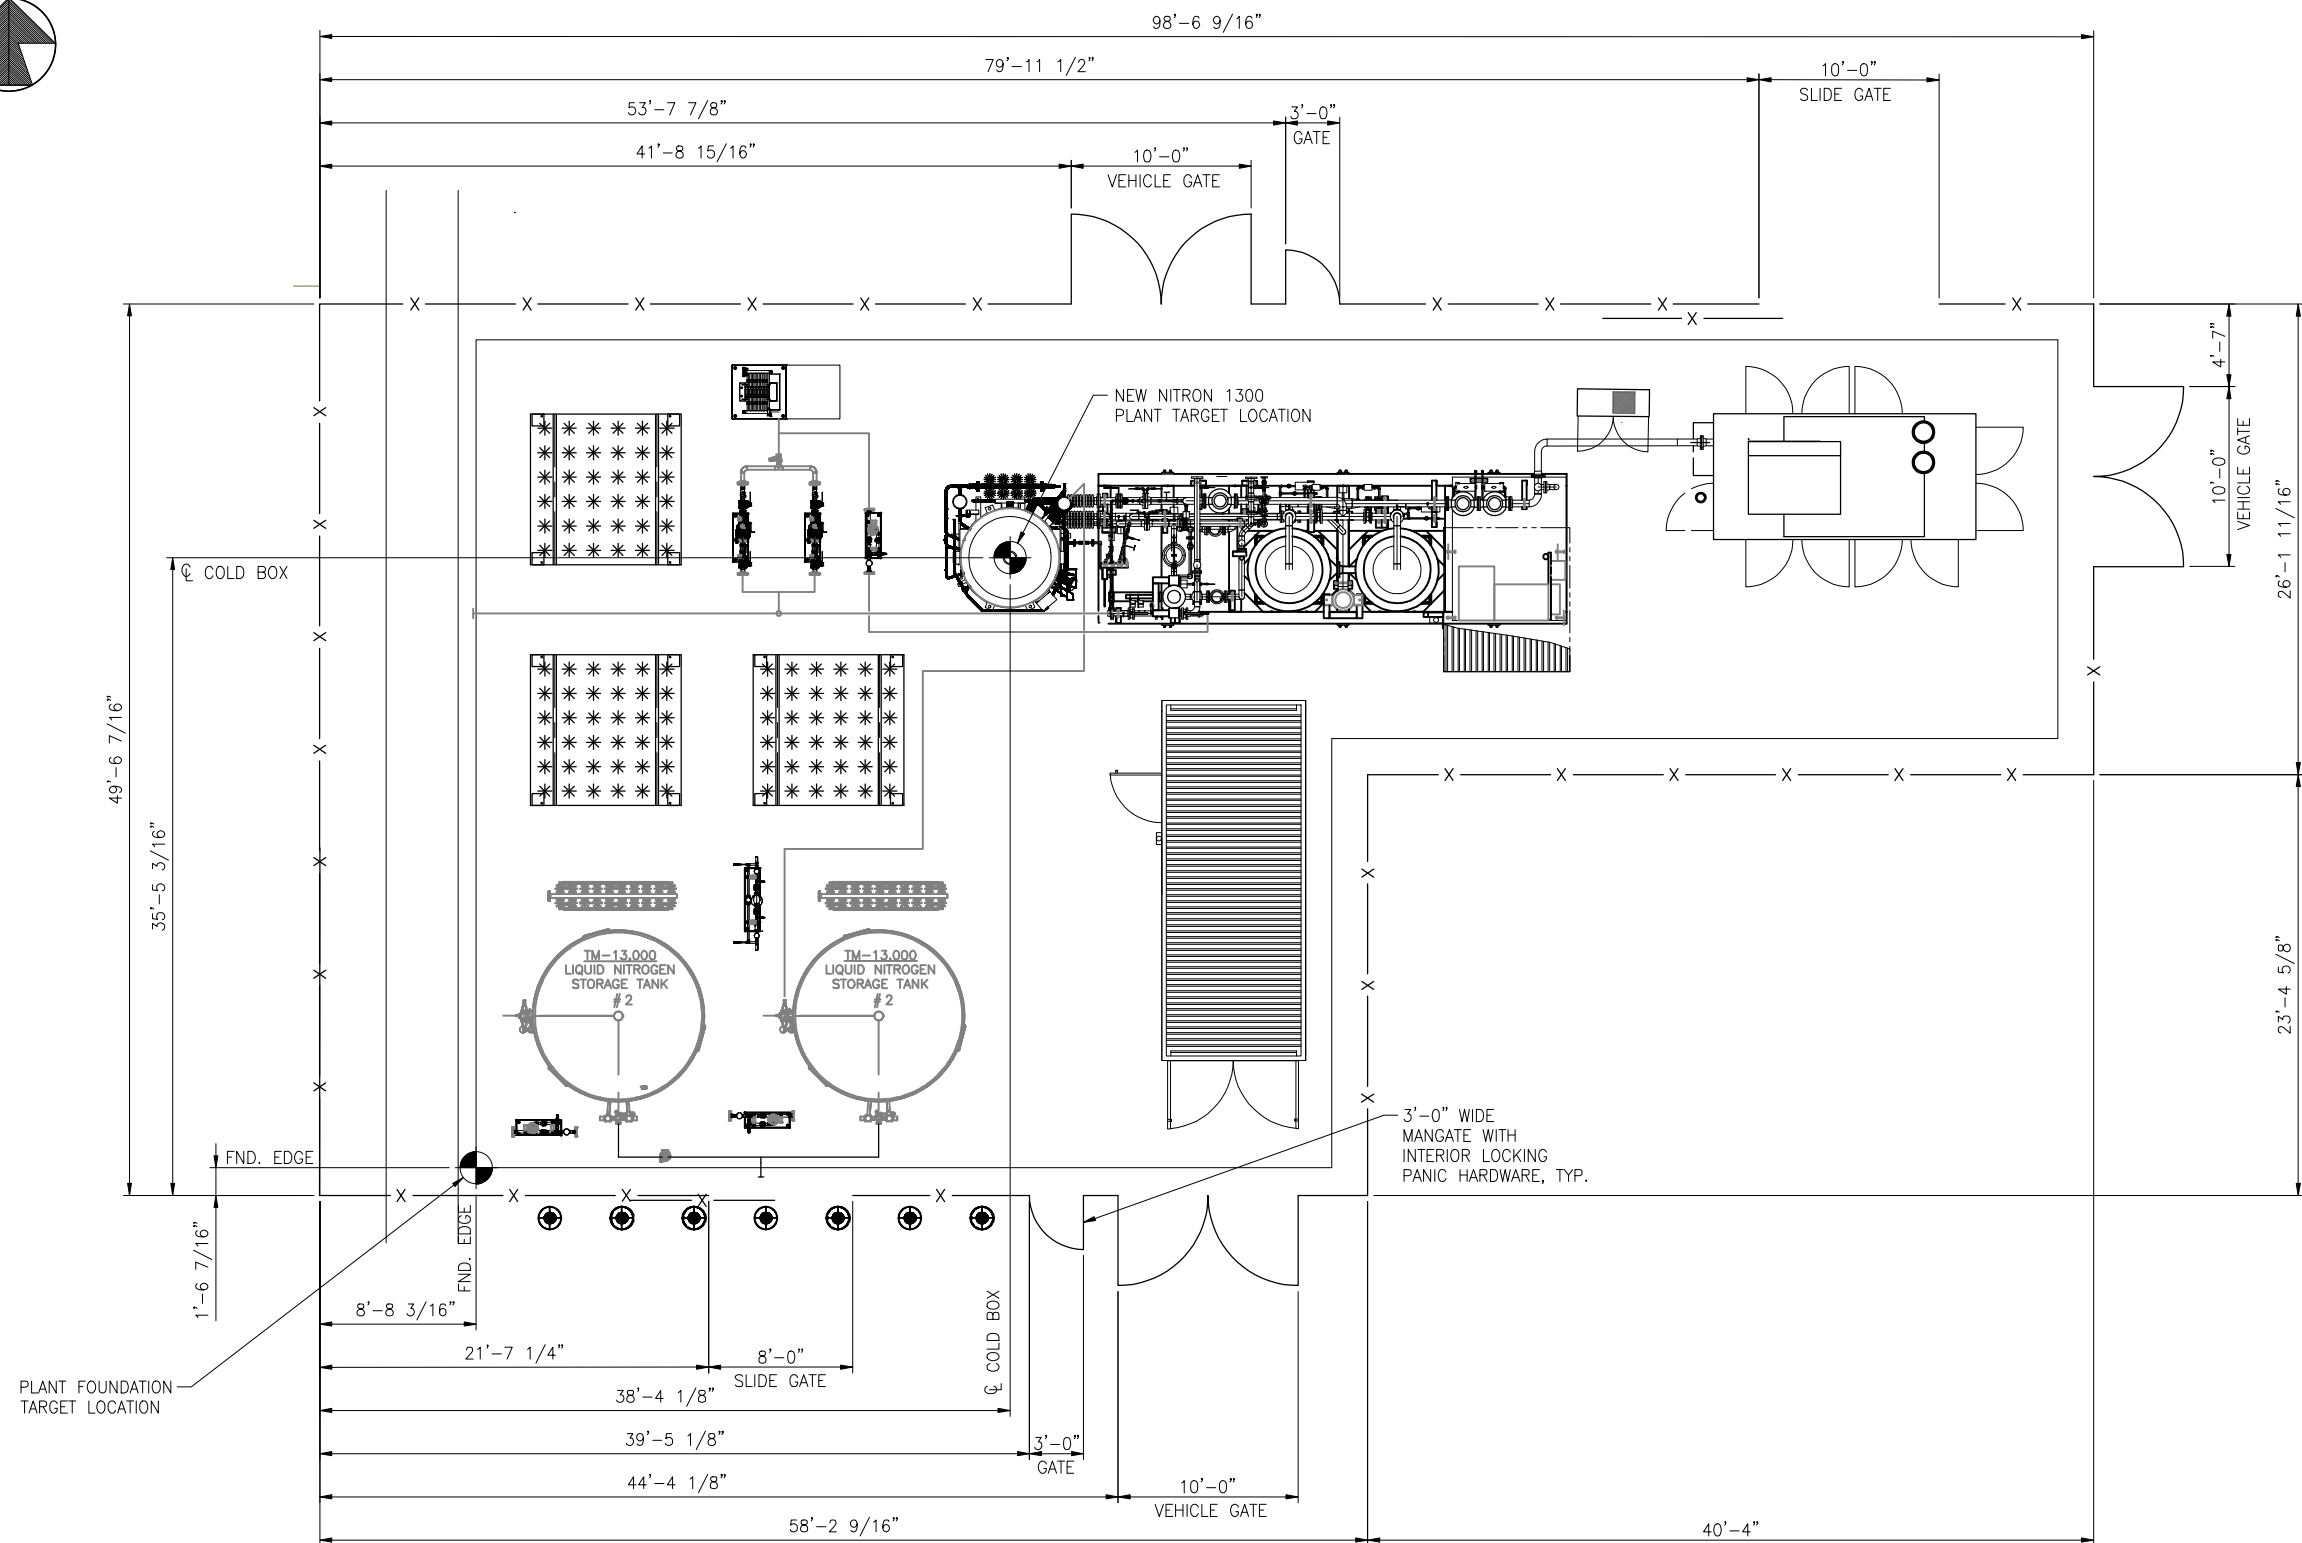 98'-6 9/16"
79'-11 1/2"
10'-0"
SLIDE GATE
53'-7 7/8"
3'-0"
GATE
41'-8 15/16"
10'-0"
VEHICLE GATE
X X X X X X X X X X
X
4'-7"
10'-0"
VEHICLE GATE
26'-1 11/16"
NEW NITRON 1300
PLANT TARGET LOCATION
℄ COLD BOX
49'-6 7/16"
35'-5 3/16"
X
X
X
X
X
X
X
X
X X X X X X
X
X
X
23'-4 5/8"
TM-13,000
LIQUID NITROGEN
STORAGE TANK
#2
TM-13,000
LIQUID NITROGEN
STORAGE TANK
#2
3'-0" WIDE
MANGATE WITH
INTERIOR LOCKING
PANIC HARDWARE, TYP.
FND. EDGE
X X X X X
1'-6 7/16"
FND. EDGE
8'-8 3/16"
℄ COLD BOX
21'-7 1/4"
8'-0"
SLIDE GATE
PLANT FOUNDATION
TARGET LOCATION
38'-4 1/8"
39'-5 1/8"
3'-0"
GATE
44'-4 1/8"
10'-0"
VEHICLE GATE
58'-2 9/16"
40'-4"